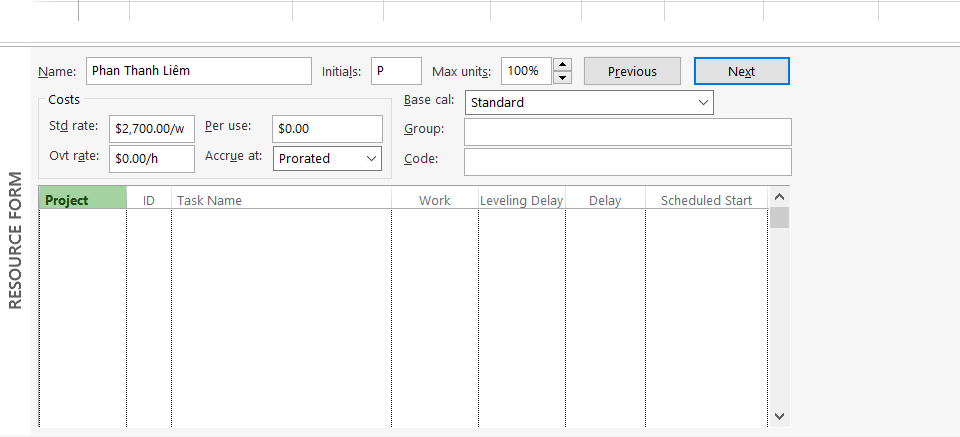 RESOURCE FORM
Name: Phan Thanh Liêm Initials: P Max units: 100% Previous Next
Costs
Base cal: Standard
Std rate: $2,700.00/w Per use: $0.00
Group:
Ovt rate: $0.00/h Accrue at: Prorated
Code:
Project ID Task Name Work Leveling Delay Delay Scheduled Start